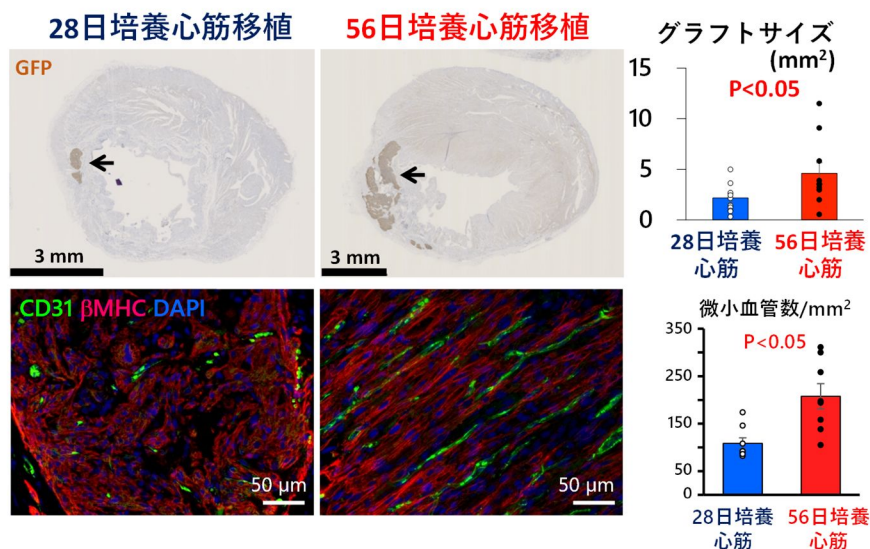 28日培養心筋移植
56日培養心筋移植
GFP
3 mm
3 mm
CD31 βMHC DAPI
50 μm
50 μm
グラフトサイズ
(mm²)
P<0.05
15
10
5
0
28日培養
心筋
56日培養
心筋
微小血管数/mm²
P<0.05
350
250
150
50
0
28日培養
心筋
56日培養
心筋